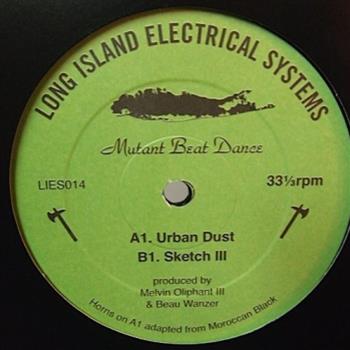 LONG ISLAND ELECTRICAL SYSTEMS
Mutant Beat Dance
LIES014
33⅓rpm
A1. Urban Dust
B1. Sketch III
produced by
Melvin Oliphant III
& Beau Wanzer
Horns on A1 adapted from Moroccan Black